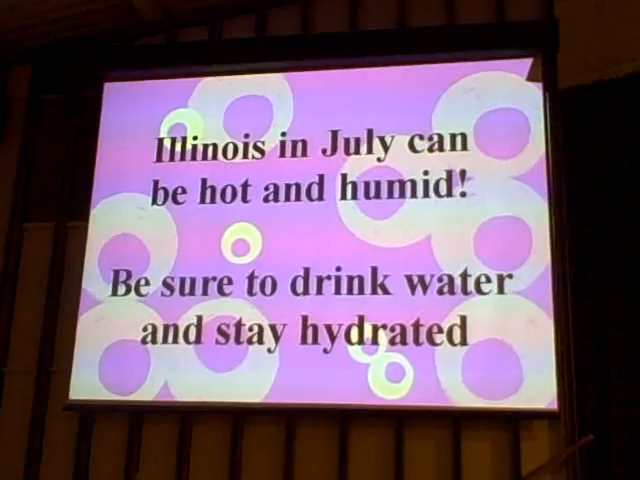 Illinois in July can
be hot and humid!
Be sure to drink water
and stay hydrated